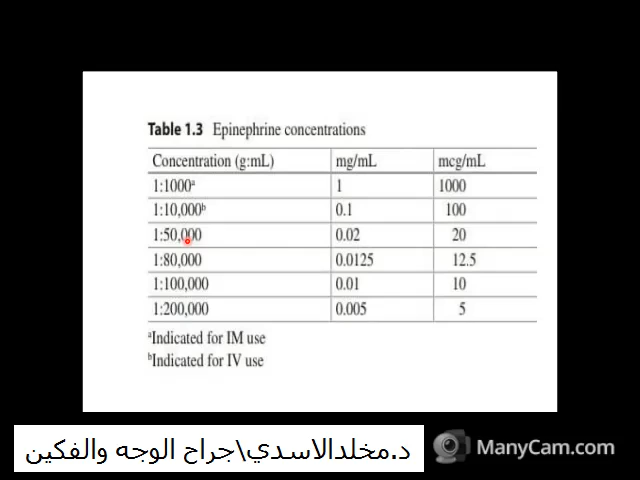 Table 1.3 Epinephrine concentrations
Concentration (g:mL) mg/mL mcg/mL
1:1000ᵃ 1 1000
1:10,000ᵇ 0.1 100
1:50,000 0.02 20
1:80,000 0.0125 12.5
1:100,000 0.01 10
1:200,000 0.005 5
ᵃIndicated for IM use
ᵇIndicated for IV use
د.مخلدالاسدي\جراح الوجه والفكين
ManyCam.com